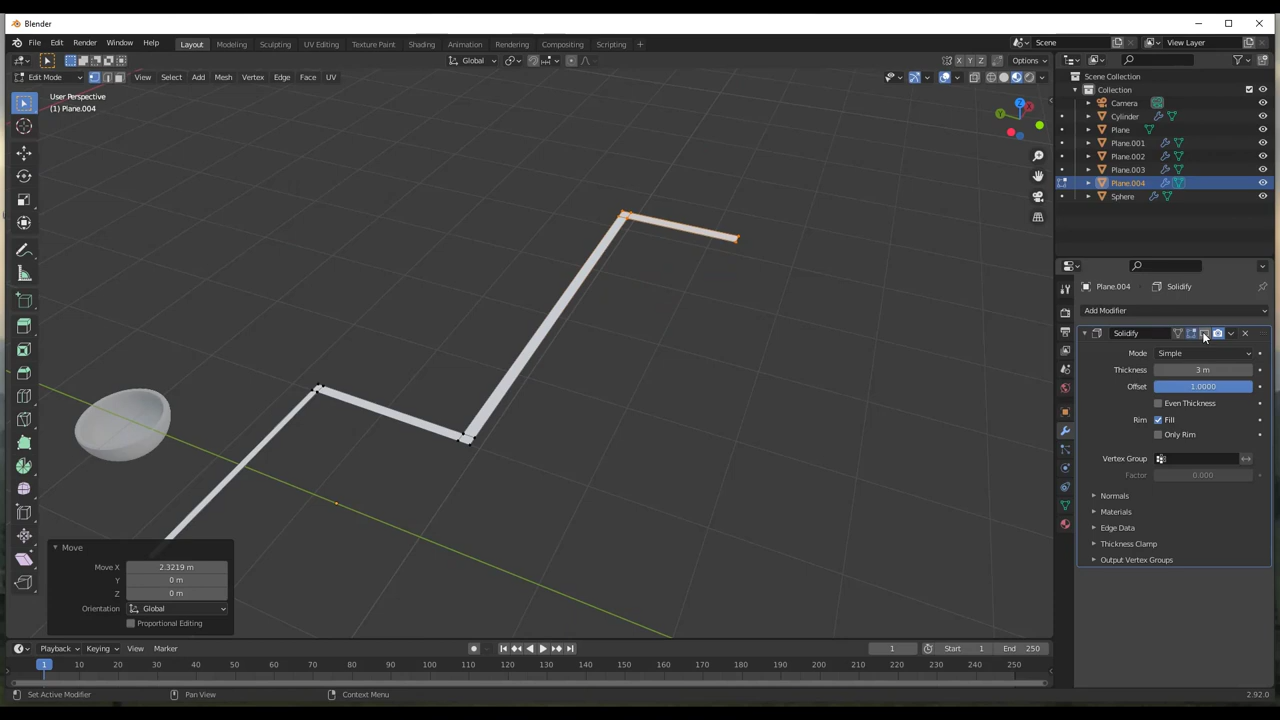 Blender
File Edit Render Window Help
Layout Modeling Sculpting UV Editing Texture Paint Shading Animation Rendering Compositing Scripting +
Scene
View Layer
Global
X Y Z Options
Edit Mode
View Select Add Mesh Vertex Edge Face UV
User Perspective
(1) Plane.004
Z
Y
X
Scene Collection
Collection
Camera
Cylinder
Plane
Plane.001
Plane.002
Plane.003
Plane.004
Sphere
Plane.004 Solidify
Add Modifier
Solidify
Mode Simple
Thickness 3 m
Offset 1.0000
Even Thickness
Rim Fill
Only Rim
Vertex Group
Factor 0.000
Normals
Materials
Edge Data
Thickness Clamp
Output Vertex Groups
Move
Move X 2.3219 m
Y 0 m
Z 0 m
Orientation Global
Proportional Editing
Playback Keying View Marker
1 Start 1 End 250
1 10 20 30 40 50 60 70 80 90 100 110 120 130 140 150 160 170 180 190 200 210 220 230 240 250
Set Active Modifier Pan View Context Menu 2.92.0